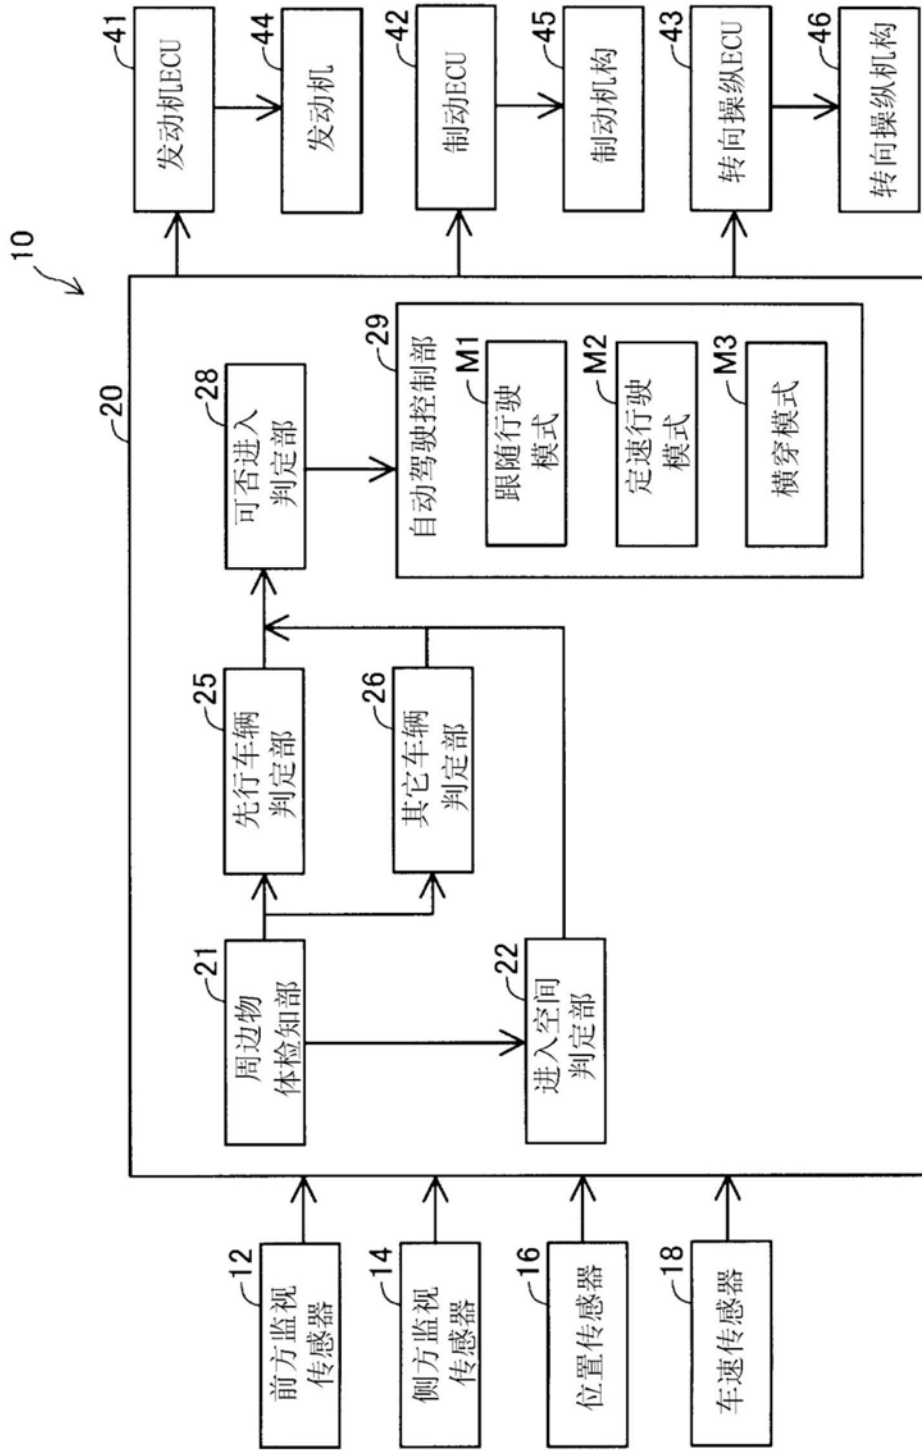 10
20
12
前方监视
传感器
14
侧方监视
传感器
16
位置传感器
18
车速传感器
21
周边物
体检知部
22
进入空间
判定部
25
先行车辆
判定部
26
其它车辆
判定部
28
可否进入
判定部
29
自动驾驶控制部
M1
跟随行驶
模式
M2
定速行驶
模式
M3
横穿模式
41
发动机ECU
44
发动机
42
制动ECU
45
制动机构
43
转向操纵ECU
46
转向操纵机构